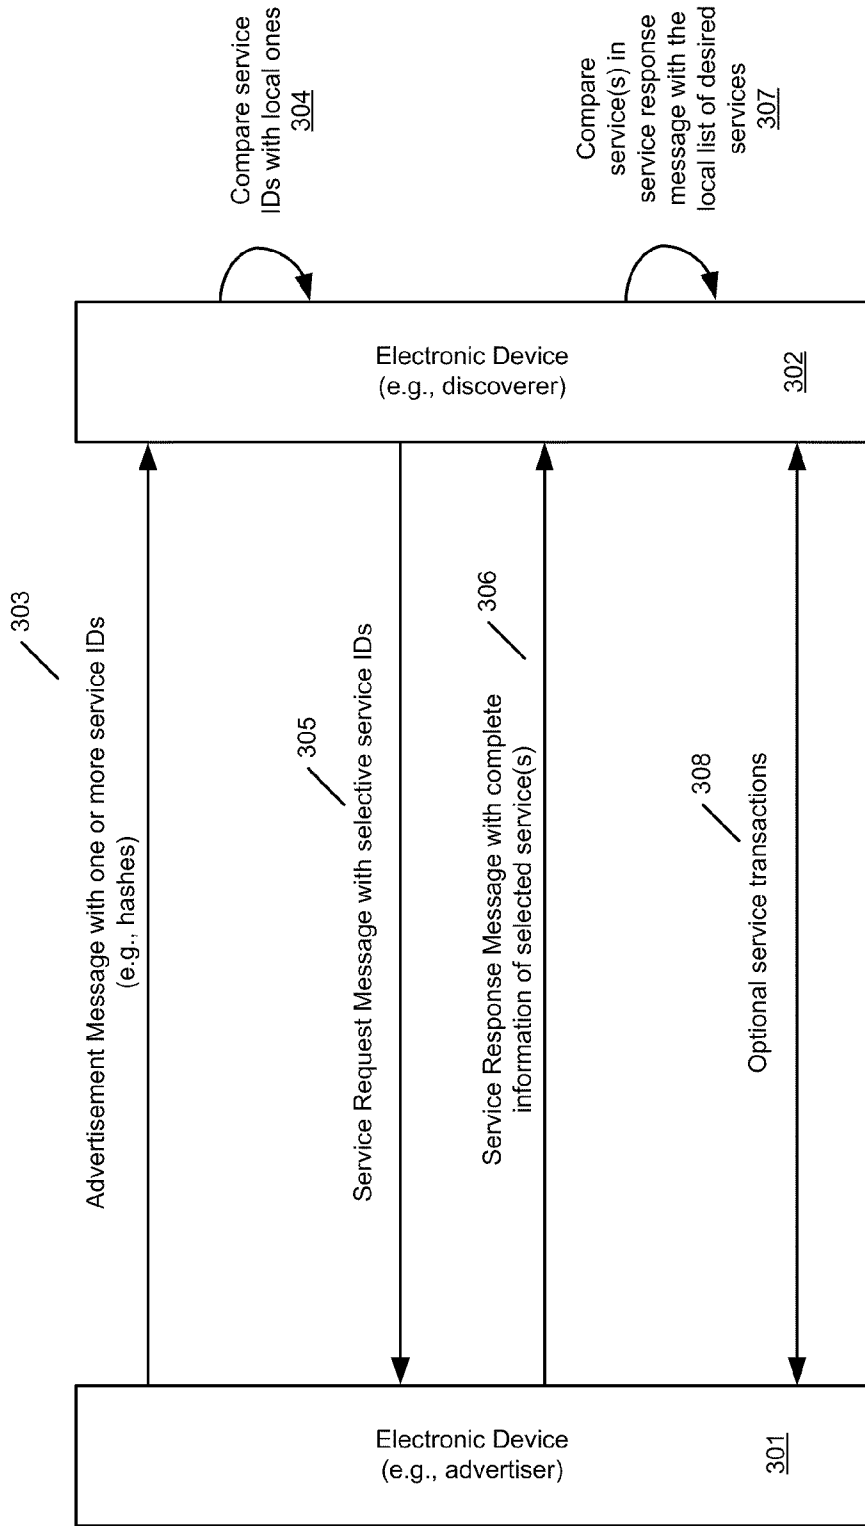 303
Advertisement Message with one or more service IDs
(e.g., hashes)
Compare service
IDs with local ones
304
305
Service Request Message with selective service IDs
306
Service Response Message with complete
information of selected service(s)
Compare
service(s) in
service response
message with the
local list of desired
services
307
308
Optional service transactions
Electronic Device
(e.g., advertiser)
301
Electronic Device
(e.g., discoverer)
302